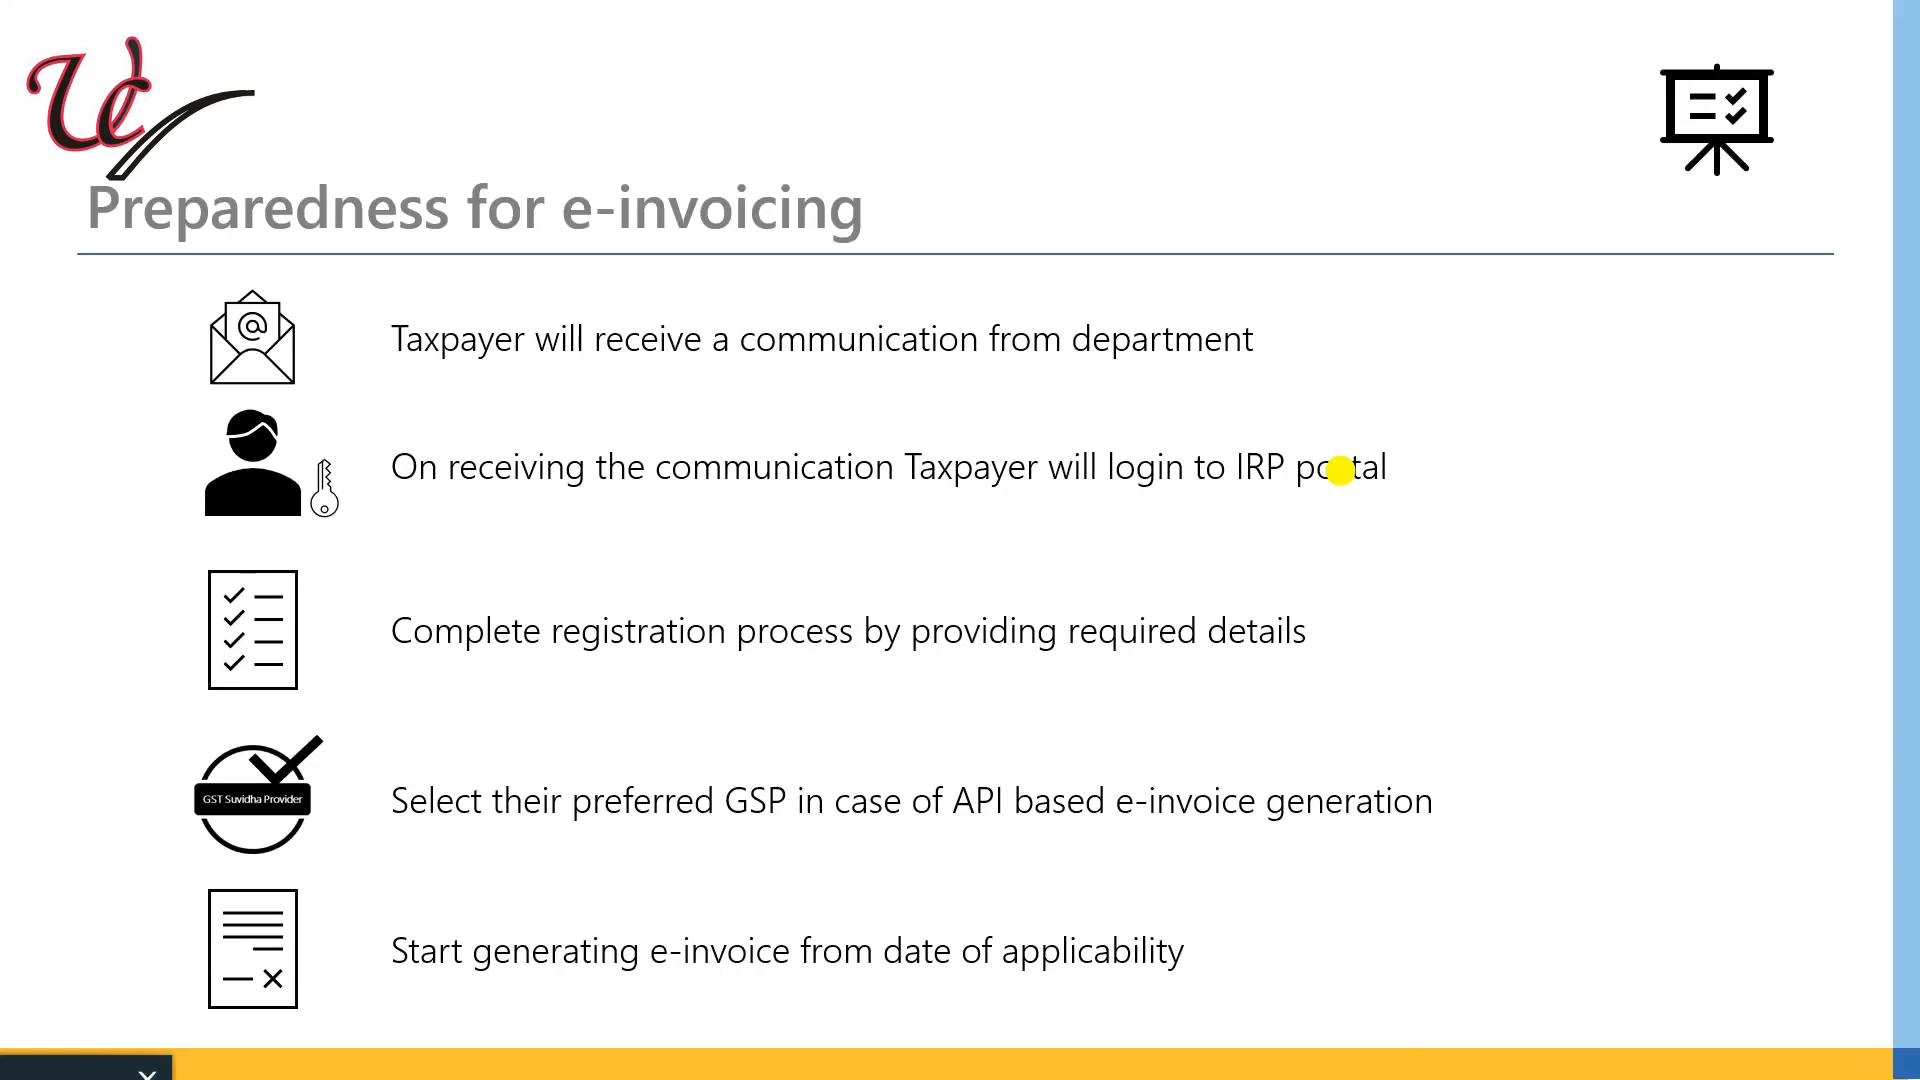 Preparedness for e-invoicing
Taxpayer will receive a communication from department
On receiving the communication Taxpayer will login to IRP portal
Complete registration process by providing required details
GST Suvidha Provider
Select their preferred GSP in case of API based e-invoice generation
Start generating e-invoice from date of applicability